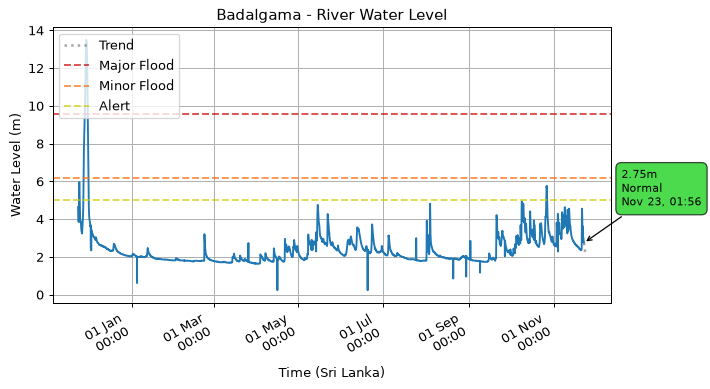 Badalgama - River Water Level
Water Level (m)
14
12
10
8
6
4
2
0
Trend
Major Flood
Minor Flood
Alert
2.75m
Normal
Nov 23, 01:56
01 Jan
00:00
01 Mar
00:00
01 May
00:00
01 Jul
00:00
01 Sep
00:00
01 Nov
00:00
Time (Sri Lanka)